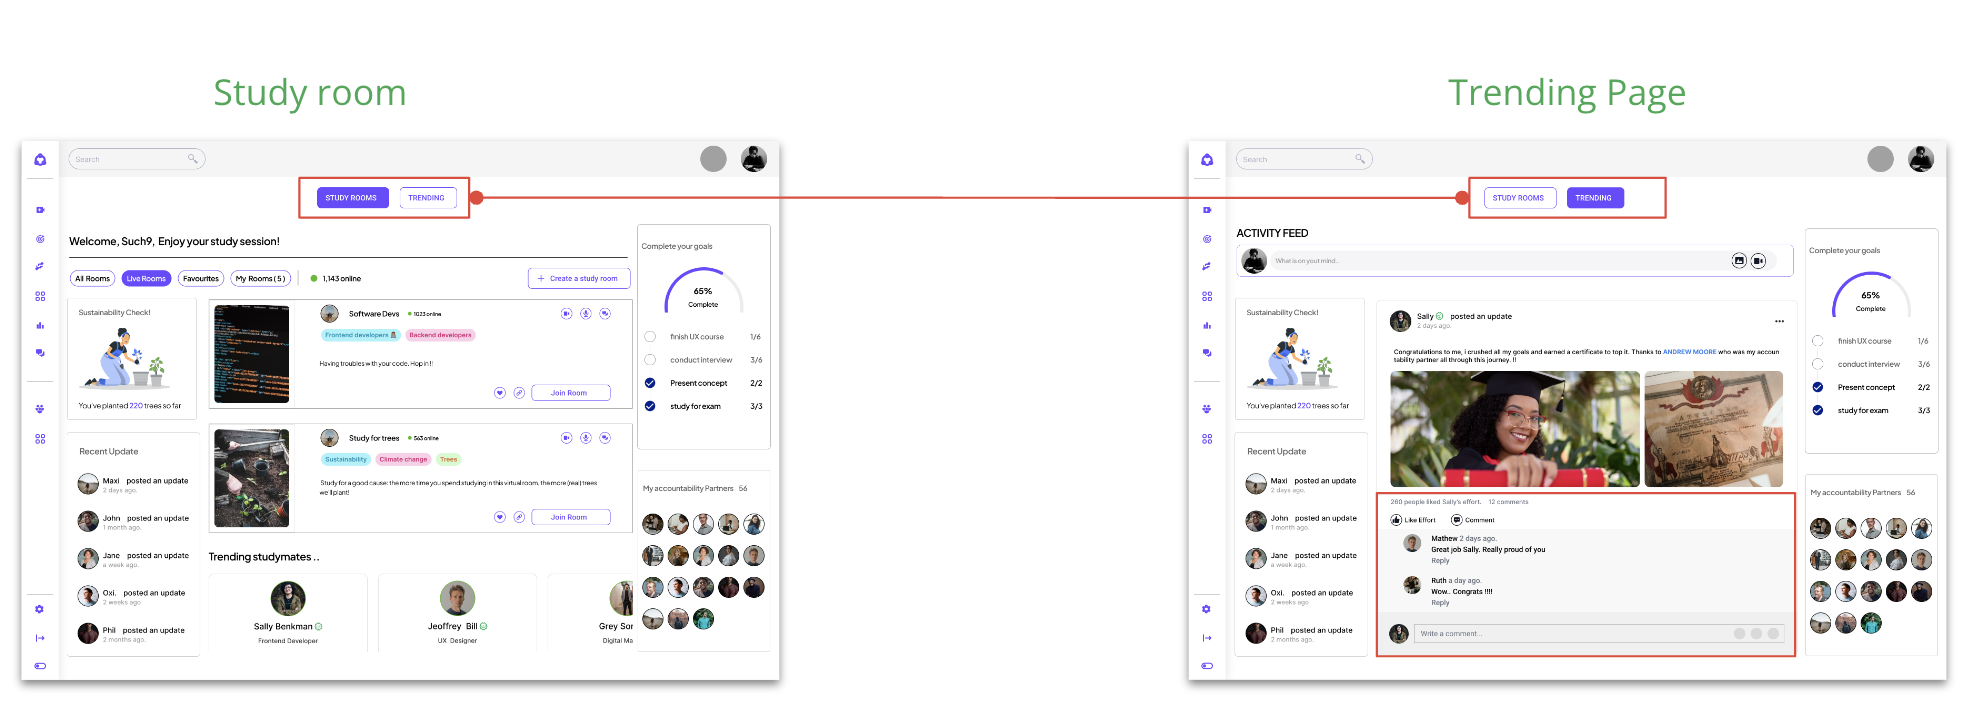 Study room
Search
STUDY ROOMS
TRENDING
Welcome, Such9, Enjoy your study session!
All Rooms
Live Rooms
Favourites
My Rooms ( 5 )
1,143 online
+ Create a study room
Sustainability Check!
You've planted 220 trees so far
Recent Update
Maxi posted an update
2 days ago.
John posted an update
1 month ago.
Jane posted an update
a week ago.
Oxi. posted an update
2 weeks ago
Phil posted an update
2 months ago.
Software Devs
1023 online
Frontend developers
Backend developers
Having troubles with your code. Hop in !!
Join Room
Study for trees
563 online
Sustainability
Climate change
Trees
Study for a good cause: the more time you spend studying in this virtual room, the more (real) trees
we'll plant!
Join Room
Trending studymates ..
Sally Benkman
Frontend Developer
Jeoffrey Bill
UX Designer
Grey Sor
Digital Ma
Complete your goals
65%
Complete
finish UX course 1/6
conduct interview 3/6
Present concept 2/2
study for exam 3/3
My accountability Partners 56
Trending Page
Search
STUDY ROOMS
TRENDING
ACTIVITY FEED
What is on yout mind..
Sustainability Check!
You've planted 220 trees so far
Recent Update
Maxi posted an update
2 days ago.
John posted an update
1 month ago.
Jane posted an update
a week ago.
Oxi. posted an update
2 weeks ago
Phil posted an update
2 months ago.
Sally posted an update
2 days ago.
Congratulations to me, i crushed all my goals and earned a certificate to top it. Thanks to ANDREW MOORE who was my accoun
tability partner all through this journey. !!
260 people liked Sally's effort. 12 comments
Like Effort
Comment
Mathew 2 days ago.
Great job Sally. Really proud of you
Reply
Ruth a day ago.
Wow.. Congrats !!!!
Reply
Write a comment...
Complete your goals
65%
Complete
finish UX course 1/6
conduct interview 3/6
Present concept 2/2
study for exam 3/3
My accountability Partners 56